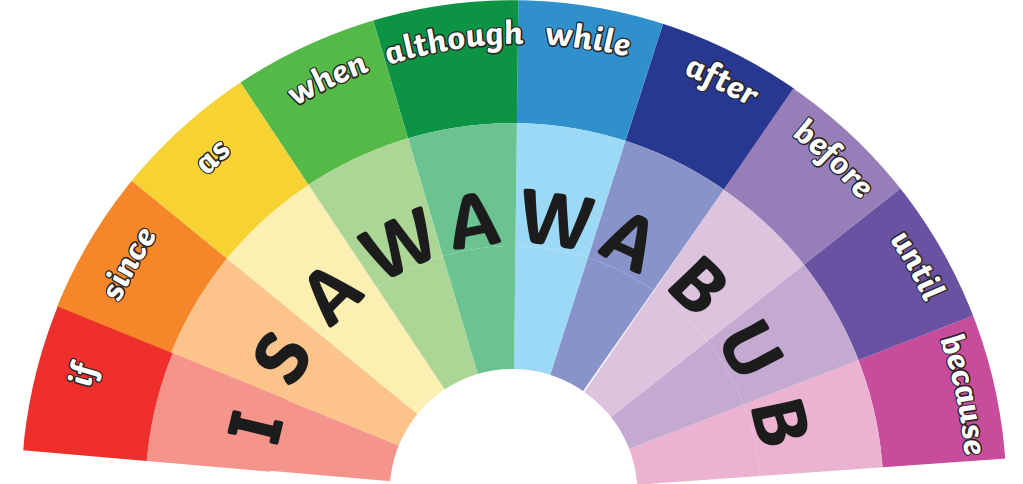 if
since
as
when
although
while
after
before
until
because
I
S
A
W
A
W
A
B
U
B